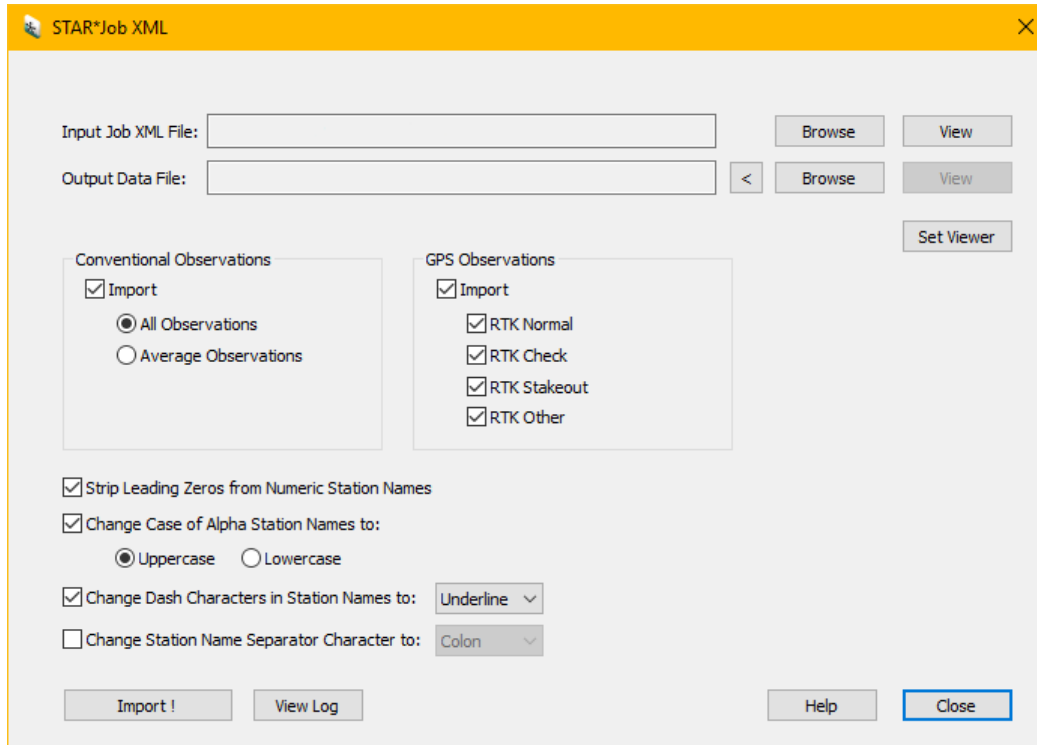 STAR*Job XML
Input Job XML File: Browse View
Output Data File: < Browse View
Set Viewer
Conventional Observations
Import
All Observations
Average Observations
GPS Observations
Import
RTK Normal
RTK Check
RTK Stakeout
RTK Other
Strip Leading Zeros from Numeric Station Names
Change Case of Alpha Station Names to:
Uppercase Lowercase
Change Dash Characters in Station Names to: Underline
Change Station Name Separator Character to: Colon
Import ! View Log Help Close